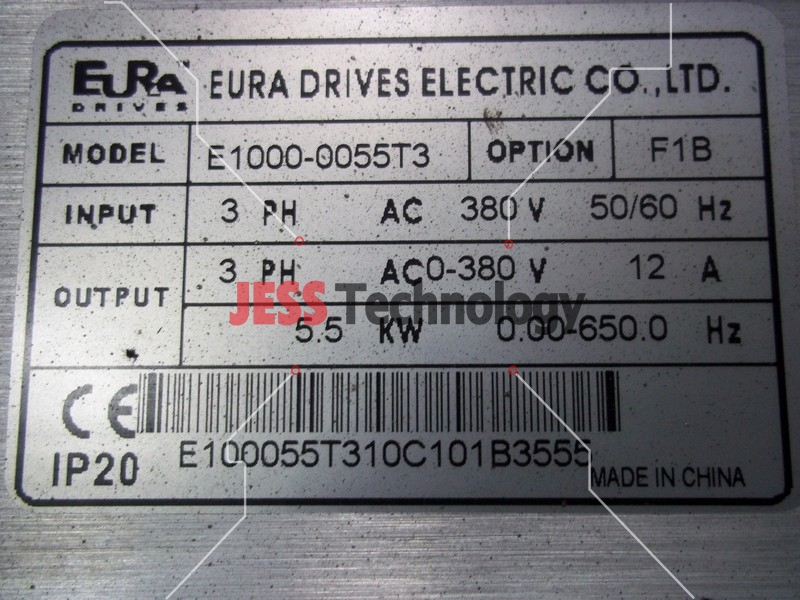 EURA DRIVES EURA DRIVES ELECTRIC CO.,LTD.
MODEL E1000-0055T3 OPTION F1B
INPUT 3 PH AC 380 V 50/60 Hz
OUTPUT 3 PH AC0-380 V 12 A
JESS Technology
5.5 KW 0.00-650.0 Hz
CE
E100055T310C101B3555
IP20 MADE IN CHINA